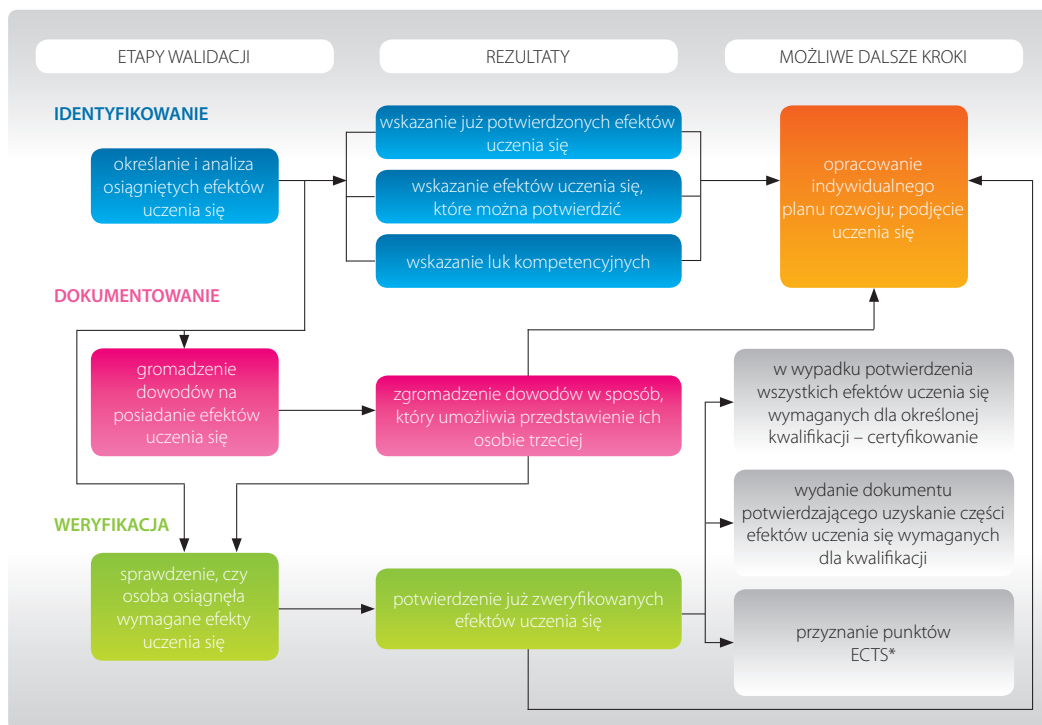 ETAPY WALIDACJI
REZULTATY
MOŻLIWE DALSZE KROKI
IDENTYFIKOWANIE
określanie i analiza
osiągniętych efektów
uczenia się
wskazanie już potwierdzonych efektów
uczenia się
wskazanie efektów uczenia się,
które można potwierdzić
wskazanie luk kompetencyjnych
opracowanie
indywidualnego
planu rozwoju; podjęcie
uczenia się
DOKUMENTOWANIE
gromadzenie
dowodów na
posiadanie efektów
uczenia się
zgromadzenie dowodów w sposób,
który umożliwia przedstawienie ich
osobie trzeciej
w wypadku potwierdzenia
wszystkich efektów uczenia się
wymaganych dla określonej
kwalifikacji – certyfikowanie
wydanie dokumentu
potwierdzającego uzyskanie części
efektów uczenia się wymaganych
dla kwalifikacji
WERYFIKACJA
sprawdzenie, czy
osoba osiągnęła
wymagane efekty
uczenia się
potwierdzenie już zweryfikowanych
efektów uczenia się
przyznanie punktów
ECTS*